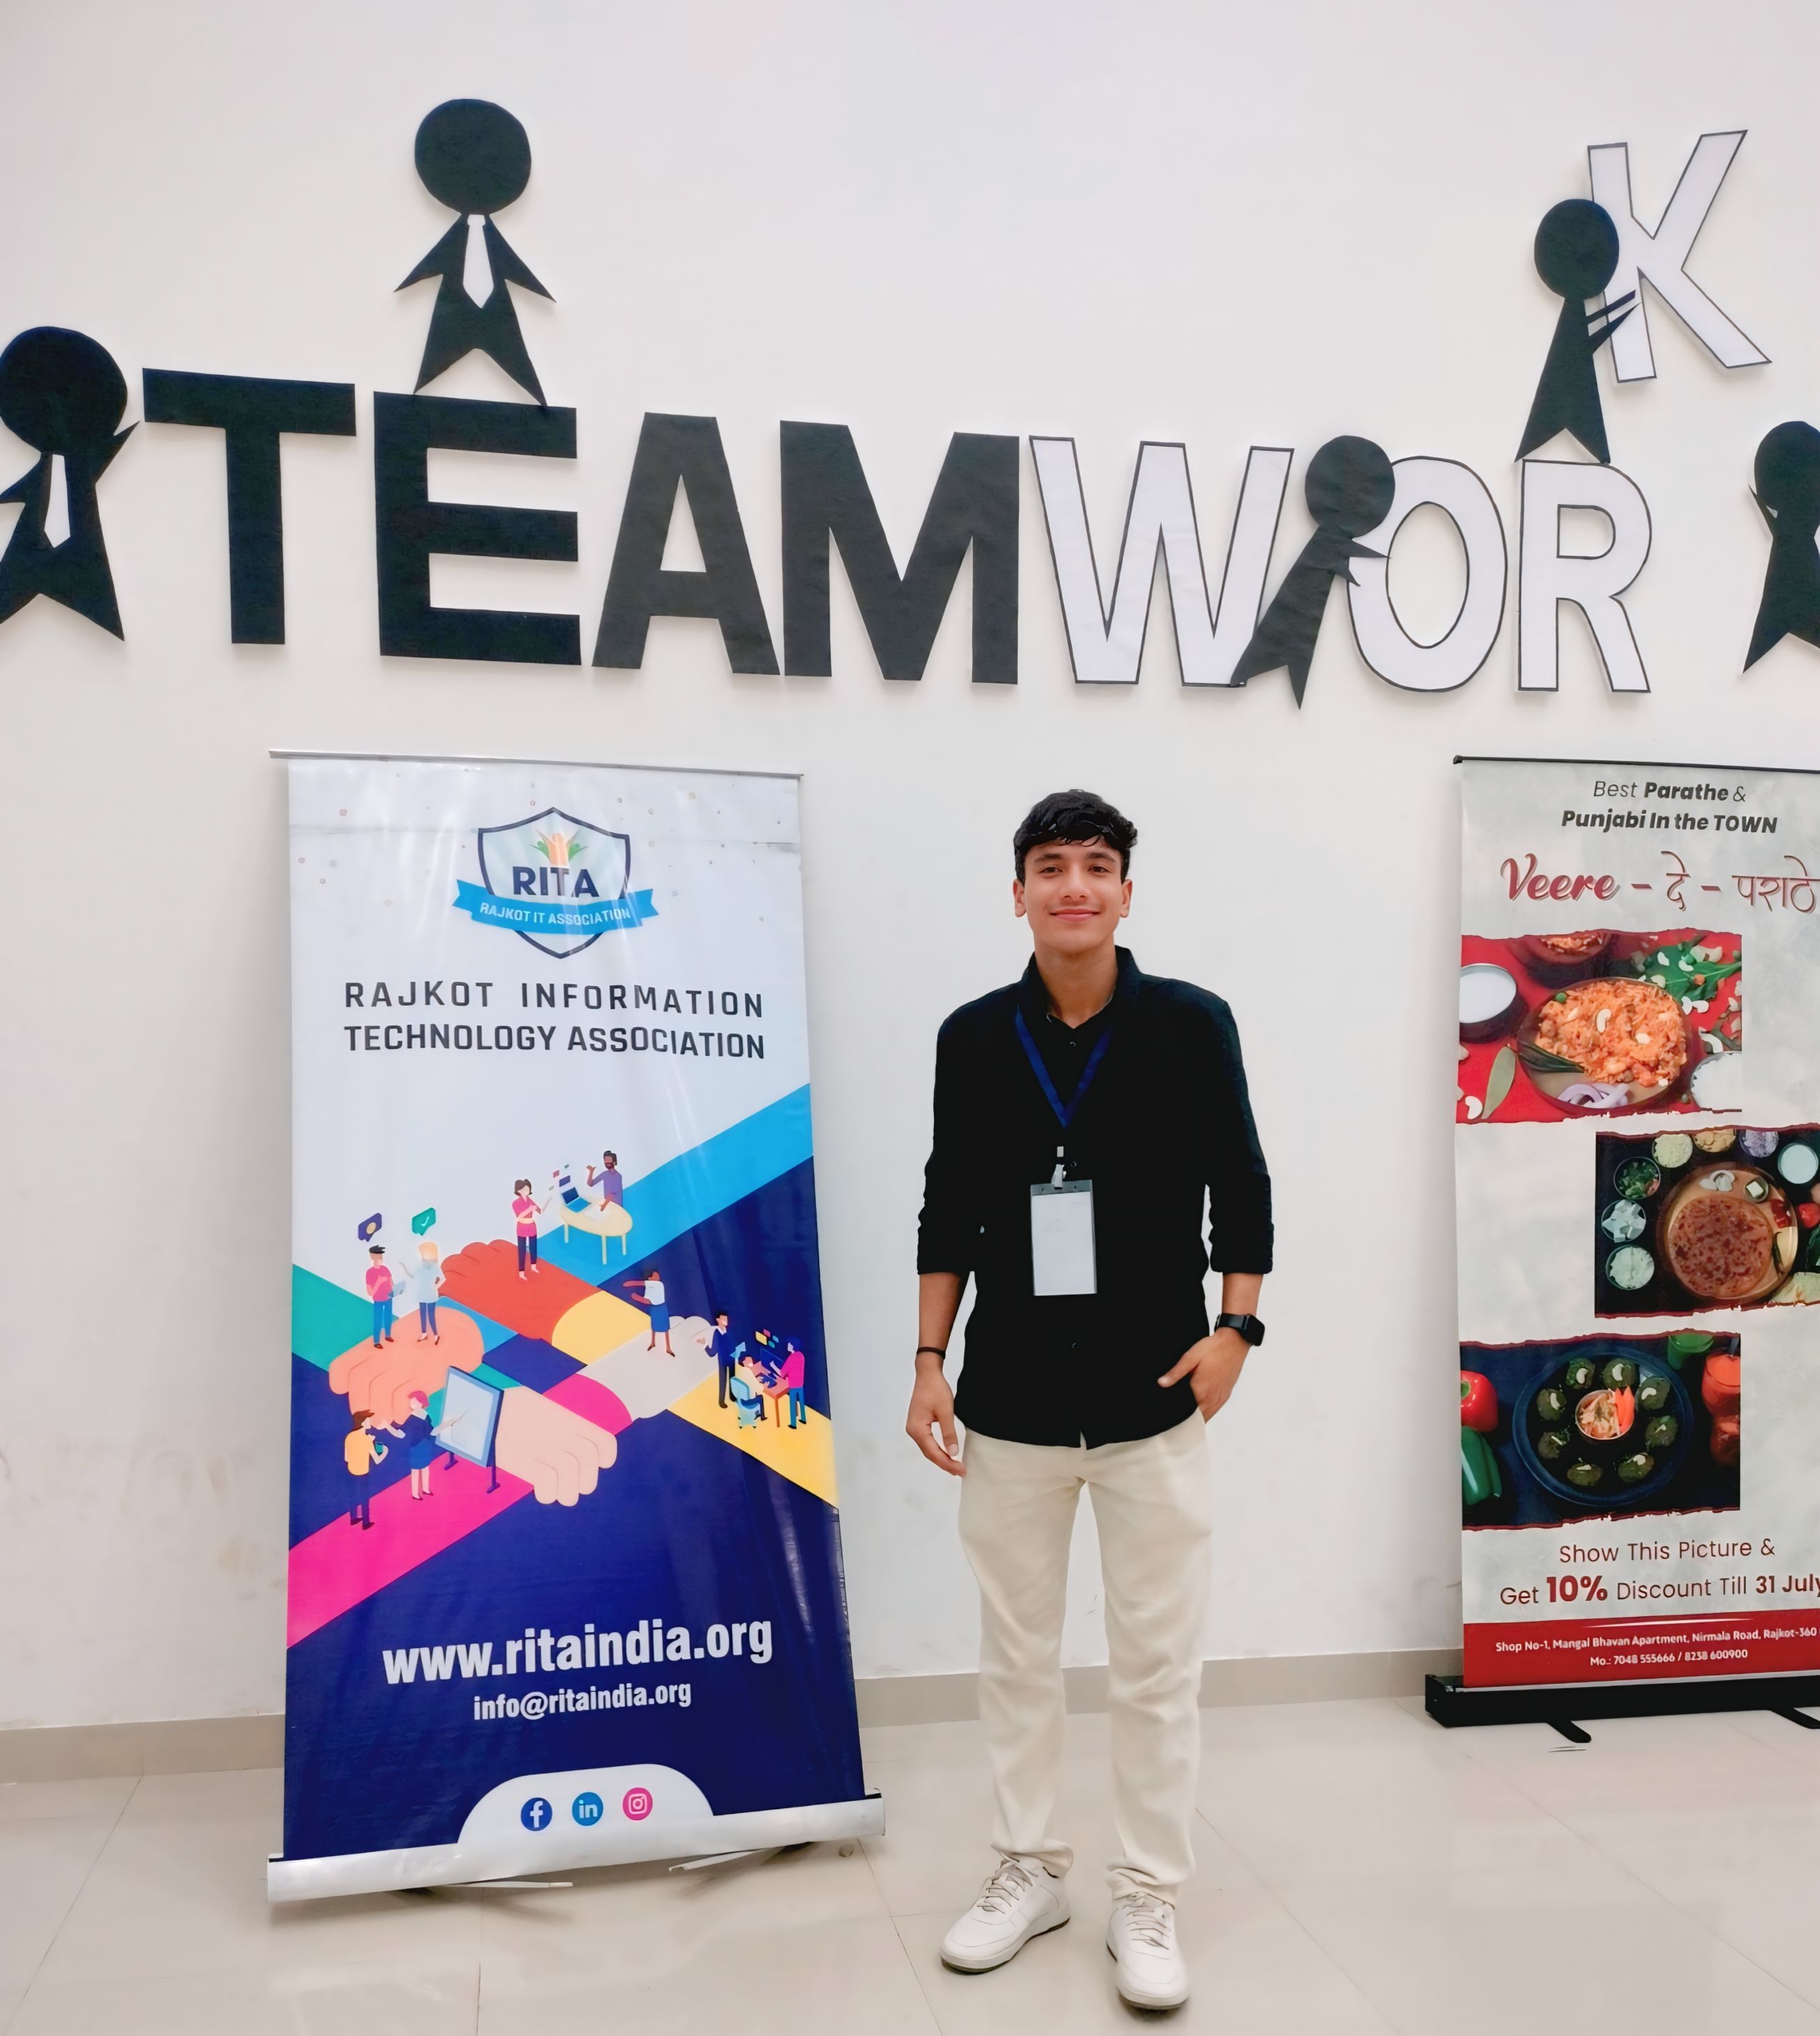 TEAMWORK
RITA
RAJKOT IT ASSOCIATION
RAJKOT INFORMATION
TECHNOLOGY ASSOCIATION
www.ritaindia.org
info@ritaindia.org
f in
Best Parathe &
Punjabi In the TOWN
Veere - दे - पराठे
Show This Picture &
Get 10% Discount Till 31 July
Shop No-1, Mangal Bhavan Apartment, Nirmala Road, Rajkot-360
Mo.: 7048 555666 / 8238 600900